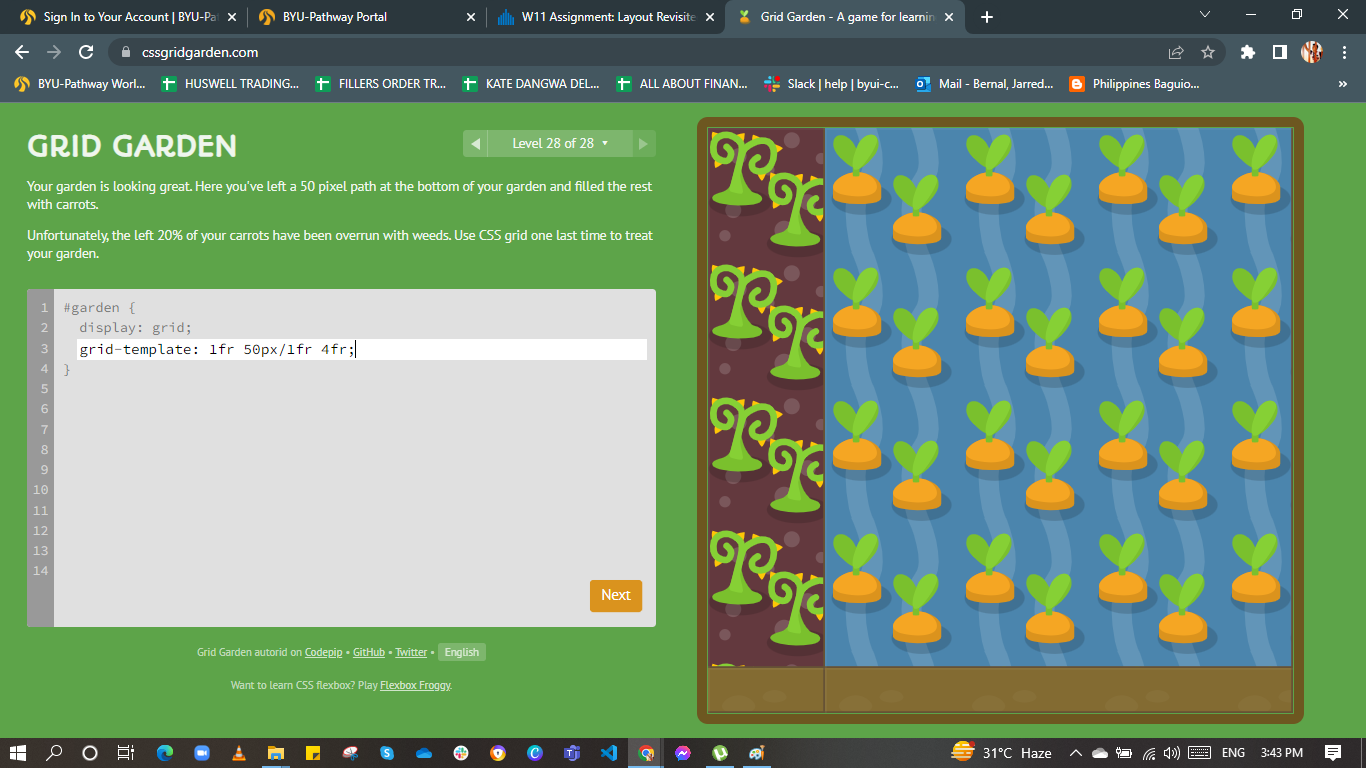 Sign In to Your Account | BYU-Pa
BYU-Pathway Portal
W11 Assignment: Layout Revisite
Grid Garden - A game for learnin
cssgridgarden.com
BYU-Pathway Worl...
HUSWELL TRADING...
FILLERS ORDER TR...
KATE DANGWA DEL...
ALL ABOUT FINAN...
Slack | help | byui-c...
Mail - Bernal, Jarred...
Philippines Baguio...
»
GRID GARDEN
Level 28 of 28
Your garden is looking great. Here you've left a 50 pixel path at the bottom of your garden and filled the rest
with carrots.
Unfortunately, the left 20% of your carrots have been overrun with weeds. Use CSS grid one last time to treat
your garden.
1 #garden {
2 display: grid;
3 grid-template: 1fr 50px/1fr 4fr;
4 }
5
6
7
8
9
10
11
12
13
14
Next
Grid Garden autorid on Codepip • GitHub • Twitter • English
Want to learn CSS flexbox? Play Flexbox Froggy.
31°C Haze
ENG
3:43 PM